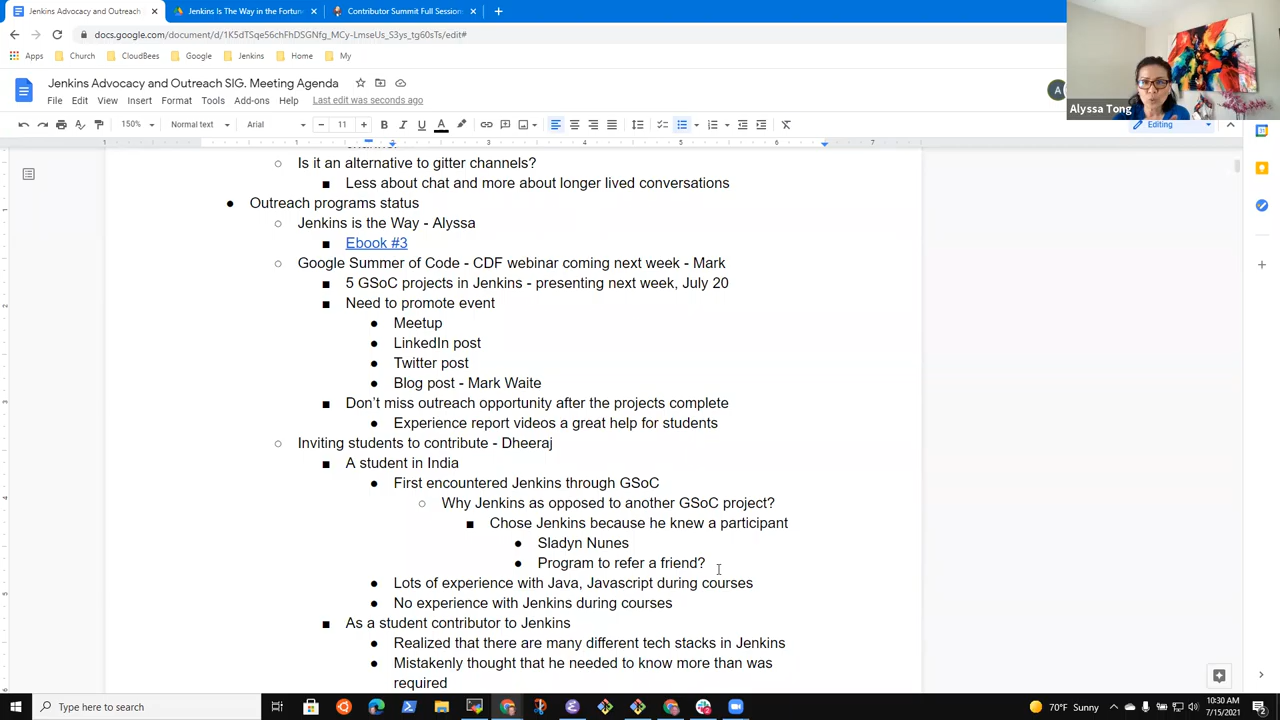 Jenkins Advocacy and Outreach
Jenkins Is The Way in the Fortun
Contributor Summit Full Session
docs.google.com/document/d/1K5dTSqe56chFhDSGNfg_MCy-LmseUs_S3ys_tg60sTs/edit#
Apps Church CloudBees Google Jenkins Home My
Jenkins Advocacy and Outreach SIG. Meeting Agenda
A
Alyssa Tong
File Edit View Insert Format Tools Add-ons Help Last edit was seconds ago
150% Normal text Arial 11 B I U A Editing
1 2 3 4 5 6 7
Is it an alternative to gitter channels?
Less about chat and more about longer lived conversations
Outreach programs status
Jenkins is the Way - Alyssa
Ebook #3
Google Summer of Code - CDF webinar coming next week - Mark
5 GSoC projects in Jenkins - presenting next week, July 20
Need to promote event
Meetup
LinkedIn post
Twitter post
Blog post - Mark Waite
Don't miss outreach opportunity after the projects complete
Experience report videos a great help for students
Inviting students to contribute - Dheeraj
A student in India
First encountered Jenkins through GSoC
Why Jenkins as opposed to another GSoC project?
Chose Jenkins because he knew a participant
Sladyn Nunes
Program to refer a friend?
Lots of experience with Java, Javascript during courses
No experience with Jenkins during courses
As a student contributor to Jenkins
Realized that there are many different tech stacks in Jenkins
Mistakenly thought that he needed to know more than was
required
Type here to search
70°F Sunny
10:30 AM
7/15/2021
2